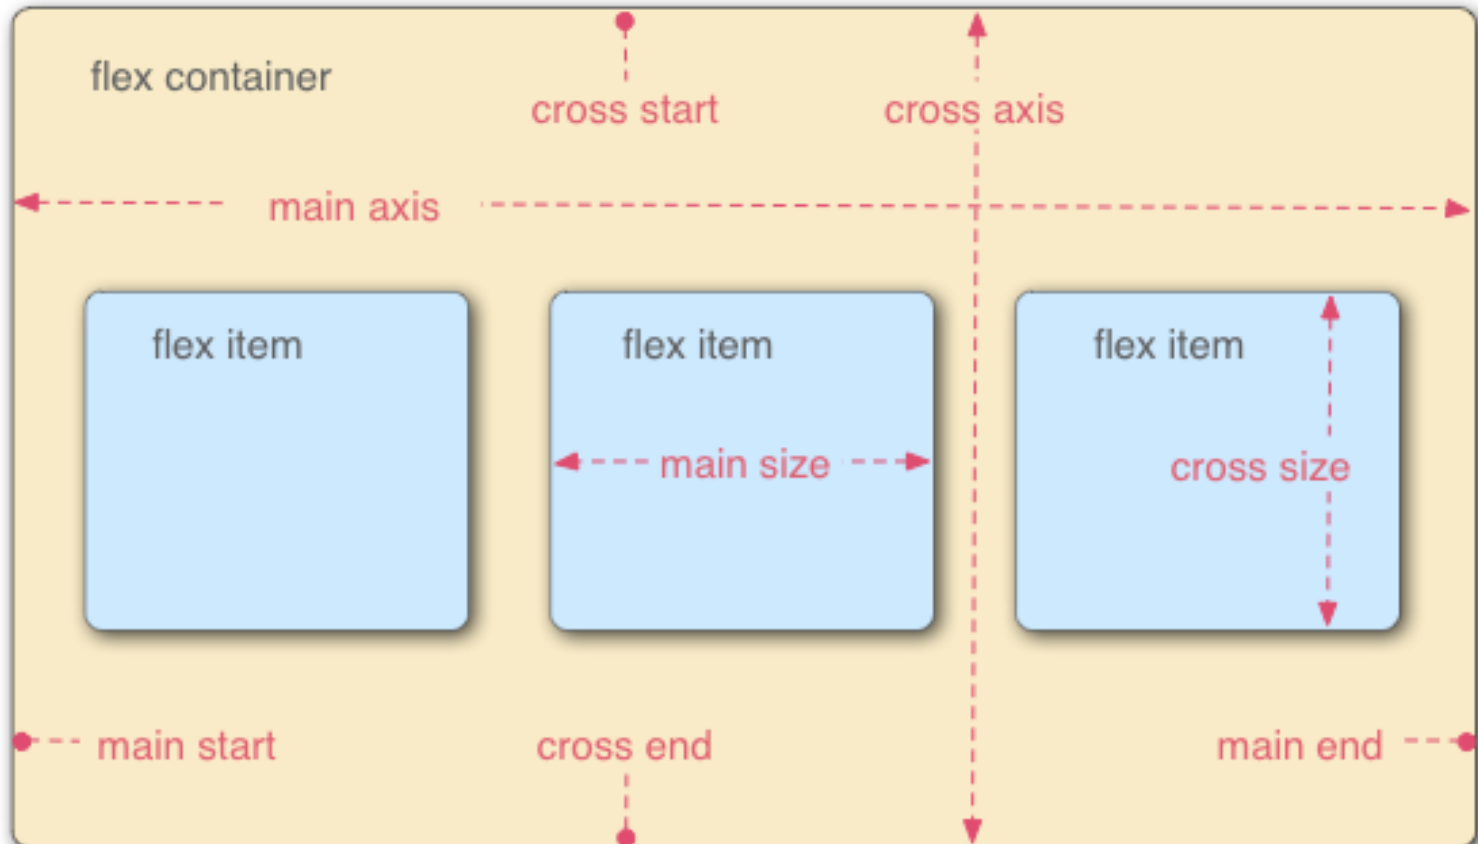 flex container
cross start
cross axis
main axis
flex item
flex item
flex item
main size
cross size
main start
cross end
main end